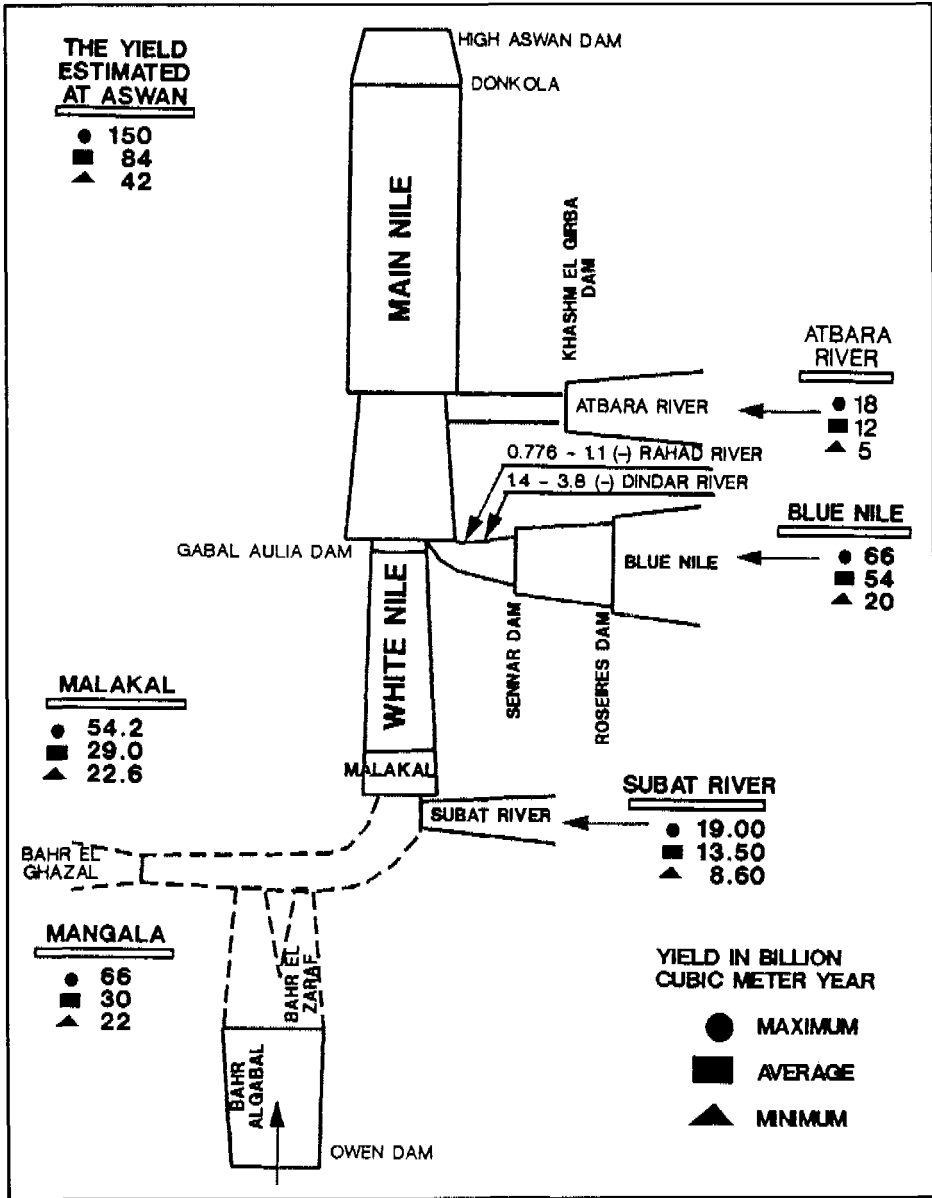 THE YIELD
ESTIMATED
AT ASWAN
150
84
42
HIGH ASWAN DAM
DONKOLA
MAIN NILE
KHASHM EL GIRBA
DAM
ATBARA RIVER
ATBARA
RIVER
18
12
5
0.776 - 1.1 (-) RAHAD RIVER
1.4 - 3.8 (-) DINDAR RIVER
GABAL AULIA DAM
BLUE NILE
BLUE NILE
66
54
20
WHITE NILE
SENNAR DAM
ROSEIRES DAM
MALAKAL
54.2
29.0
22.6
MALAKAL
SUBAT RIVER
SUBAT RIVER
19.00
13.50
8.60
BAHR EL
GHAZAL
MANGALA
66
30
22
BAHR EL
ZARAF
BAHR
ALGABAL
OWEN DAM
YIELD IN BILLION
CUBIC METER YEAR
MAXIMUM
AVERAGE
MINIMUM